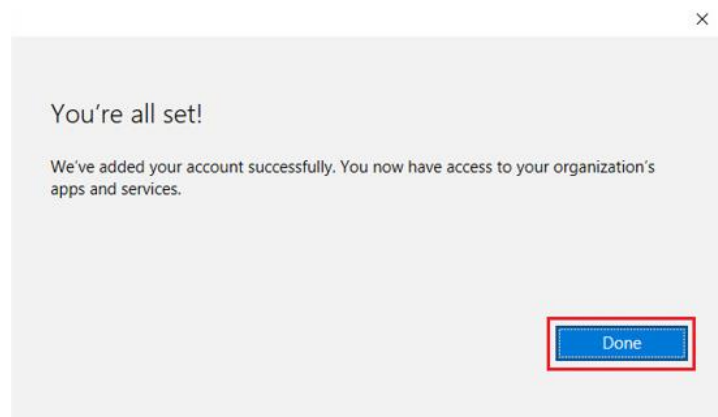 You’re all set!
We’ve added your account successfully. You now have access to your organization’s
apps and services.
Done